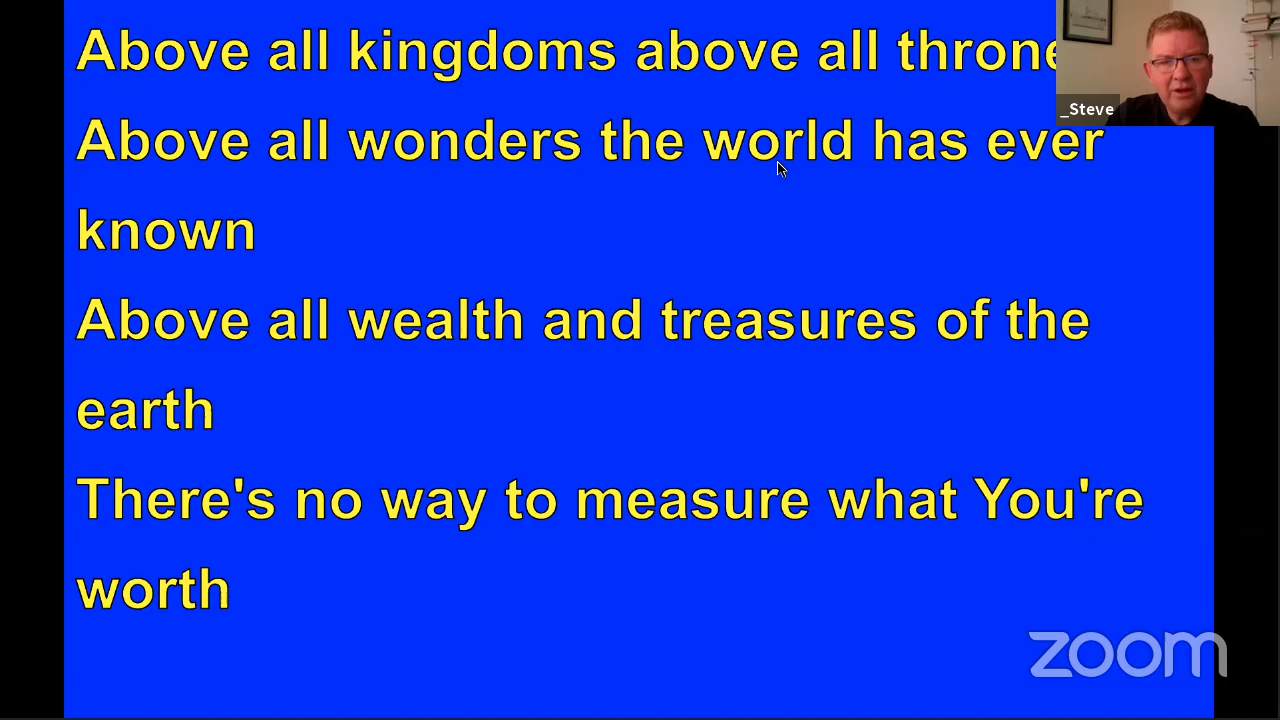 Above all kingdoms above all throne
_Steve
Above all wonders the world has ever
known
Above all wealth and treasures of the
earth
There's no way to measure what You're
worth
zoom